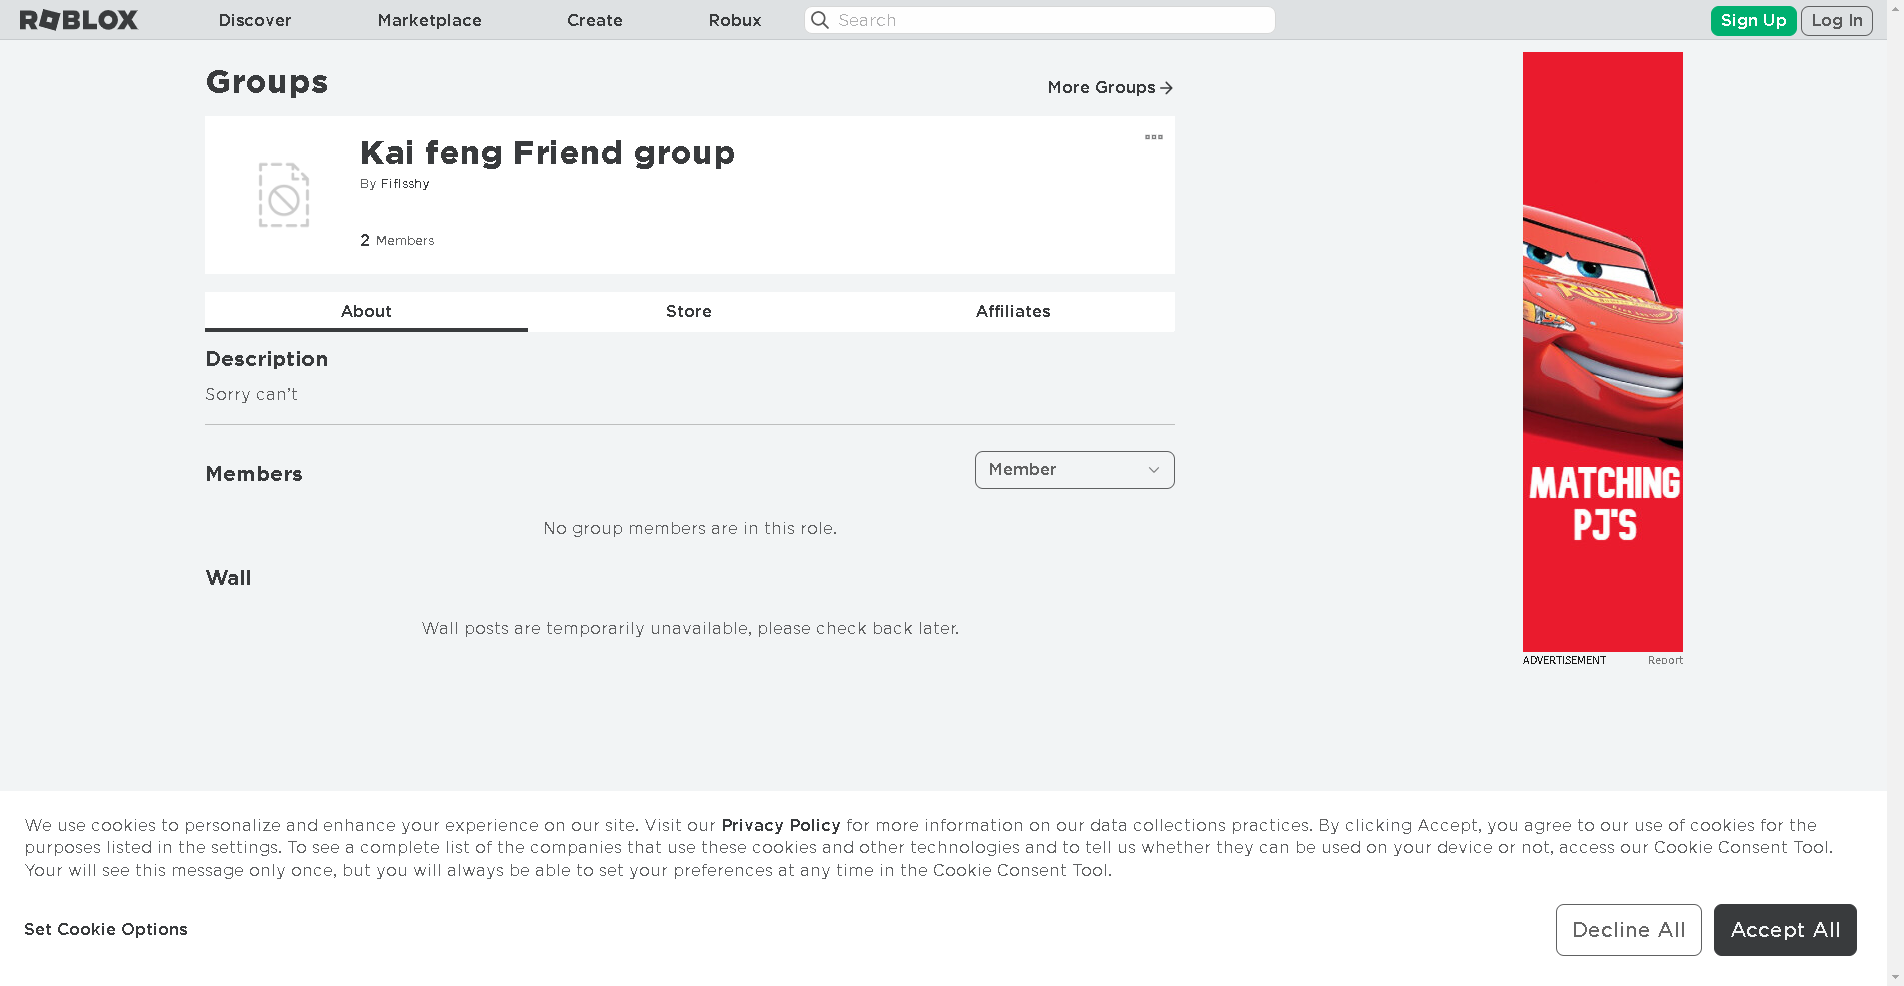 ROBLOX
Discover
Marketplace
Create
Robux
Search
Sign Up
Log In
Groups
More Groups
Kai feng Friend group
By Fifisshy
2 Members
About
Store
Affiliates
Description
Sorry can't
Members
Member
No group members are in this role.
Wall
Wall posts are temporarily unavailable, please check back later.
MATCHING
PJ'S
ADVERTISEMENT
Report
We use cookies to personalize and enhance your experience on our site. Visit our Privacy Policy for more information on our data collections practices. By clicking Accept, you agree to our use of cookies for the
purposes listed in the settings. To see a complete list of the companies that use these cookies and other technologies and to tell us whether they can be used on your device or not, access our Cookie Consent Tool.
Your will see this message only once, but you will always be able to set your preferences at any time in the Cookie Consent Tool.
Set Cookie Options
Decline All
Accept All